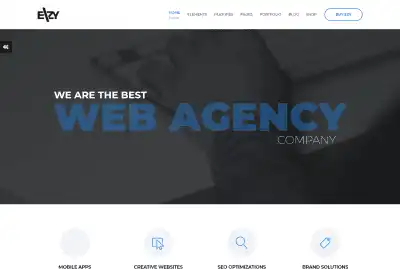 EZY
HOME ELEMENTS FEATURES PAGES PORTFOLIO BLOG SHOP BUY EZY
WE ARE THE BEST
WEB AGENCY
COMPANY
MOBILE APPS CREATIVE WEBSITES SEO OPTIMIZATIONS BRAND SOLUTIONS